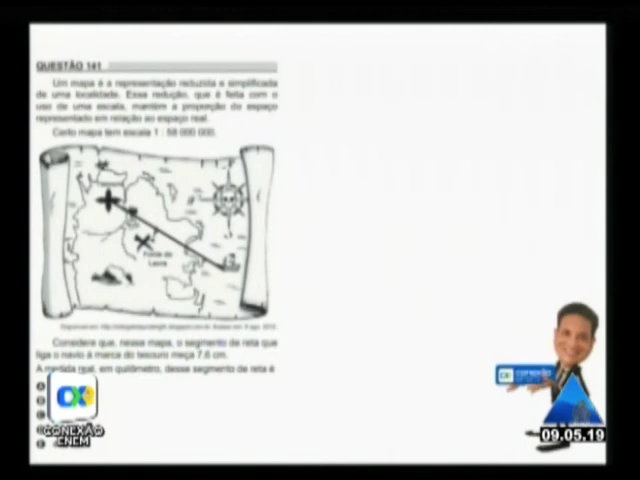 QUESTÃO 141
Um mapa é a representação reduzida e simplificada
de uma localidade. Essa redução, que é feita com o
uso de uma escala, mantém a proporção do espaço
representado em relação ao espaço real.
Certo mapa tem escala 1 : 58 000 000.
Considere que, nesse mapa, o segmento de reta que
liga o navio à marca do tesouro meça 7,6 cm.
A medida real, em quilômetro, desse segmento de reta é
conexão
CONEXÃO
ENEM
09.05.19